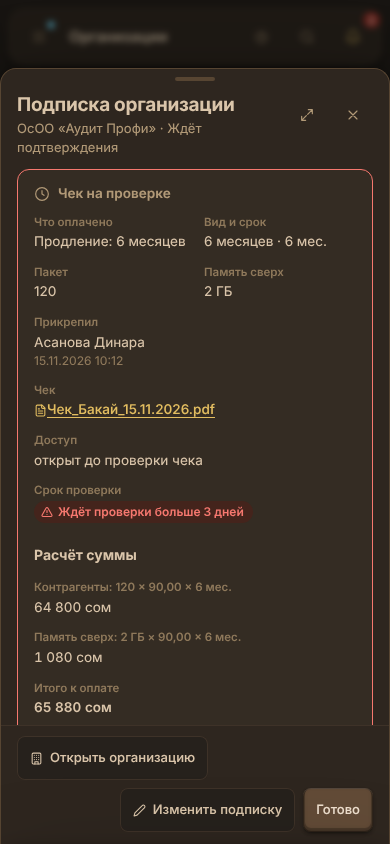 Организации
Подписка организации
ОсОО «Аудит Профи» · Ждёт
подтверждения
Чек на проверке
Что оплачено
Вид и срок
Продление: 6 месяцев
6 месяцев · 6 мес.
Пакет
Память сверх
120
2 ГБ
Прикрепил
Асанова Динара
15.11.2026 10:12
Чек
Чек_Бакай_15.11.2026.pdf
Доступ
открыт до проверки чека
Срок проверки
Ждёт проверки больше 3 дней
Расчёт суммы
Контрагенты: 120 × 90,00 × 6 мес.
64 800 сом
Память сверх: 2 ГБ × 90,00 × 6 мес.
1 080 сом
Итого к оплате
65 880 сом
Открыть организацию
Изменить подписку
Готово